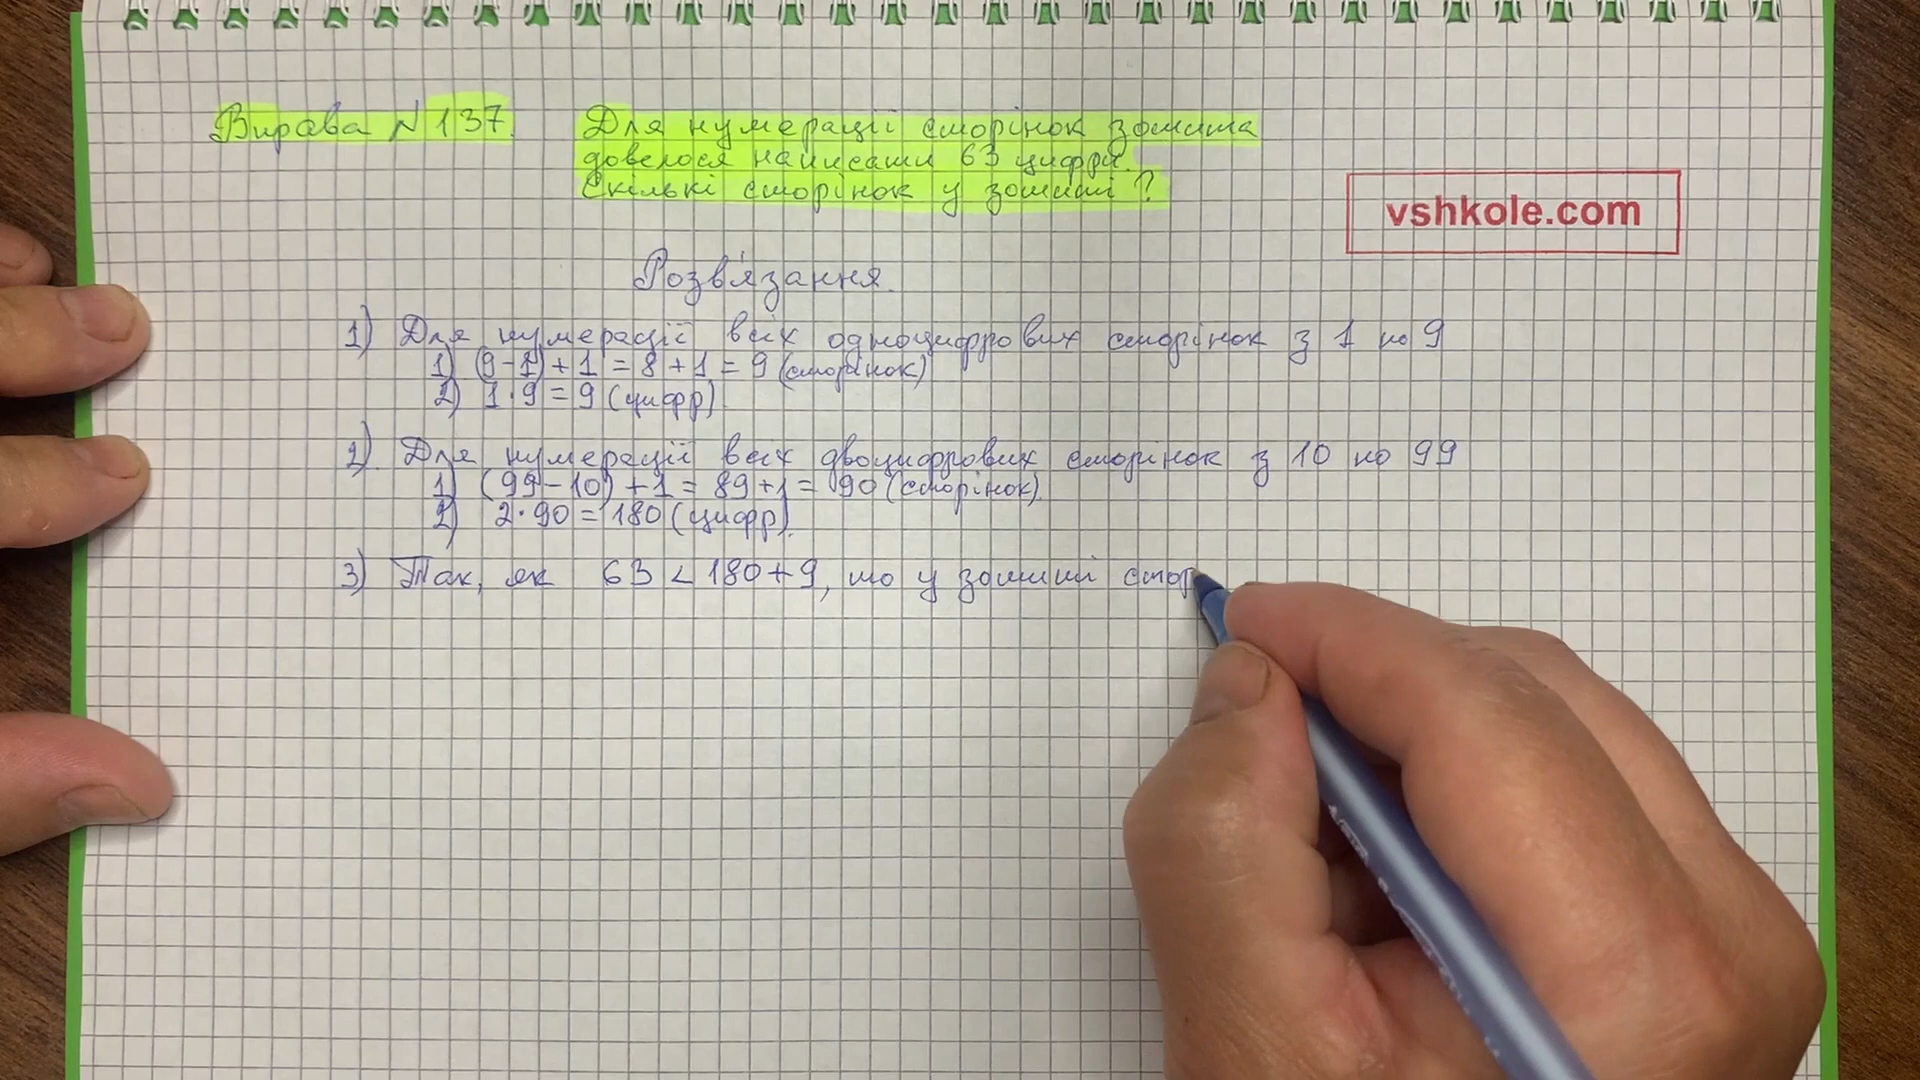 Вправа N 137.
Для нумерації сторінок зошита
довелося написати 63 цифри.
Скількі сторінок у зошиті?
vshkole.com
Розв'язання.
1) Для нумерації всіх одноцифрових сторінок з 1 по 9
1) (9-1)+1 = 8+1 = 9 (сторінок)
2) 1·9 = 9 (цифр).
2). Для нумерації всіх двоцифрових сторінок з 10 по 99
1) (99-10)+1 = 89+1 = 90 (сторінок).
2) 2·90 = 180 (цифр).
3) Так, як 63 < 180+9, то у зошиті стор